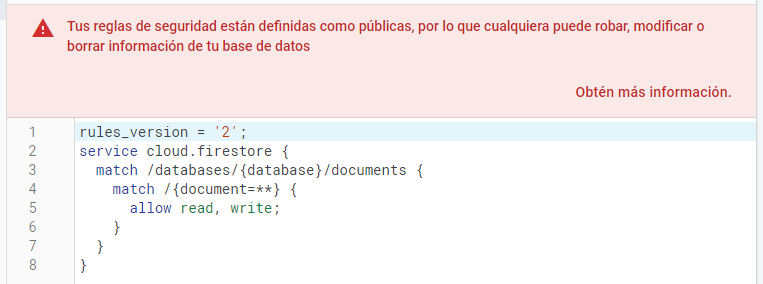 Tus reglas de seguridad están definidas como públicas, por lo que cualquiera puede robar, modificar o
borrar información de tu base de datos
Obtén más información.
1 rules_version = '2';
2 service cloud.firestore {
3   match /databases/{database}/documents {
4     match /{document=**} {
5       allow read, write;
6     }
7   }
8 }